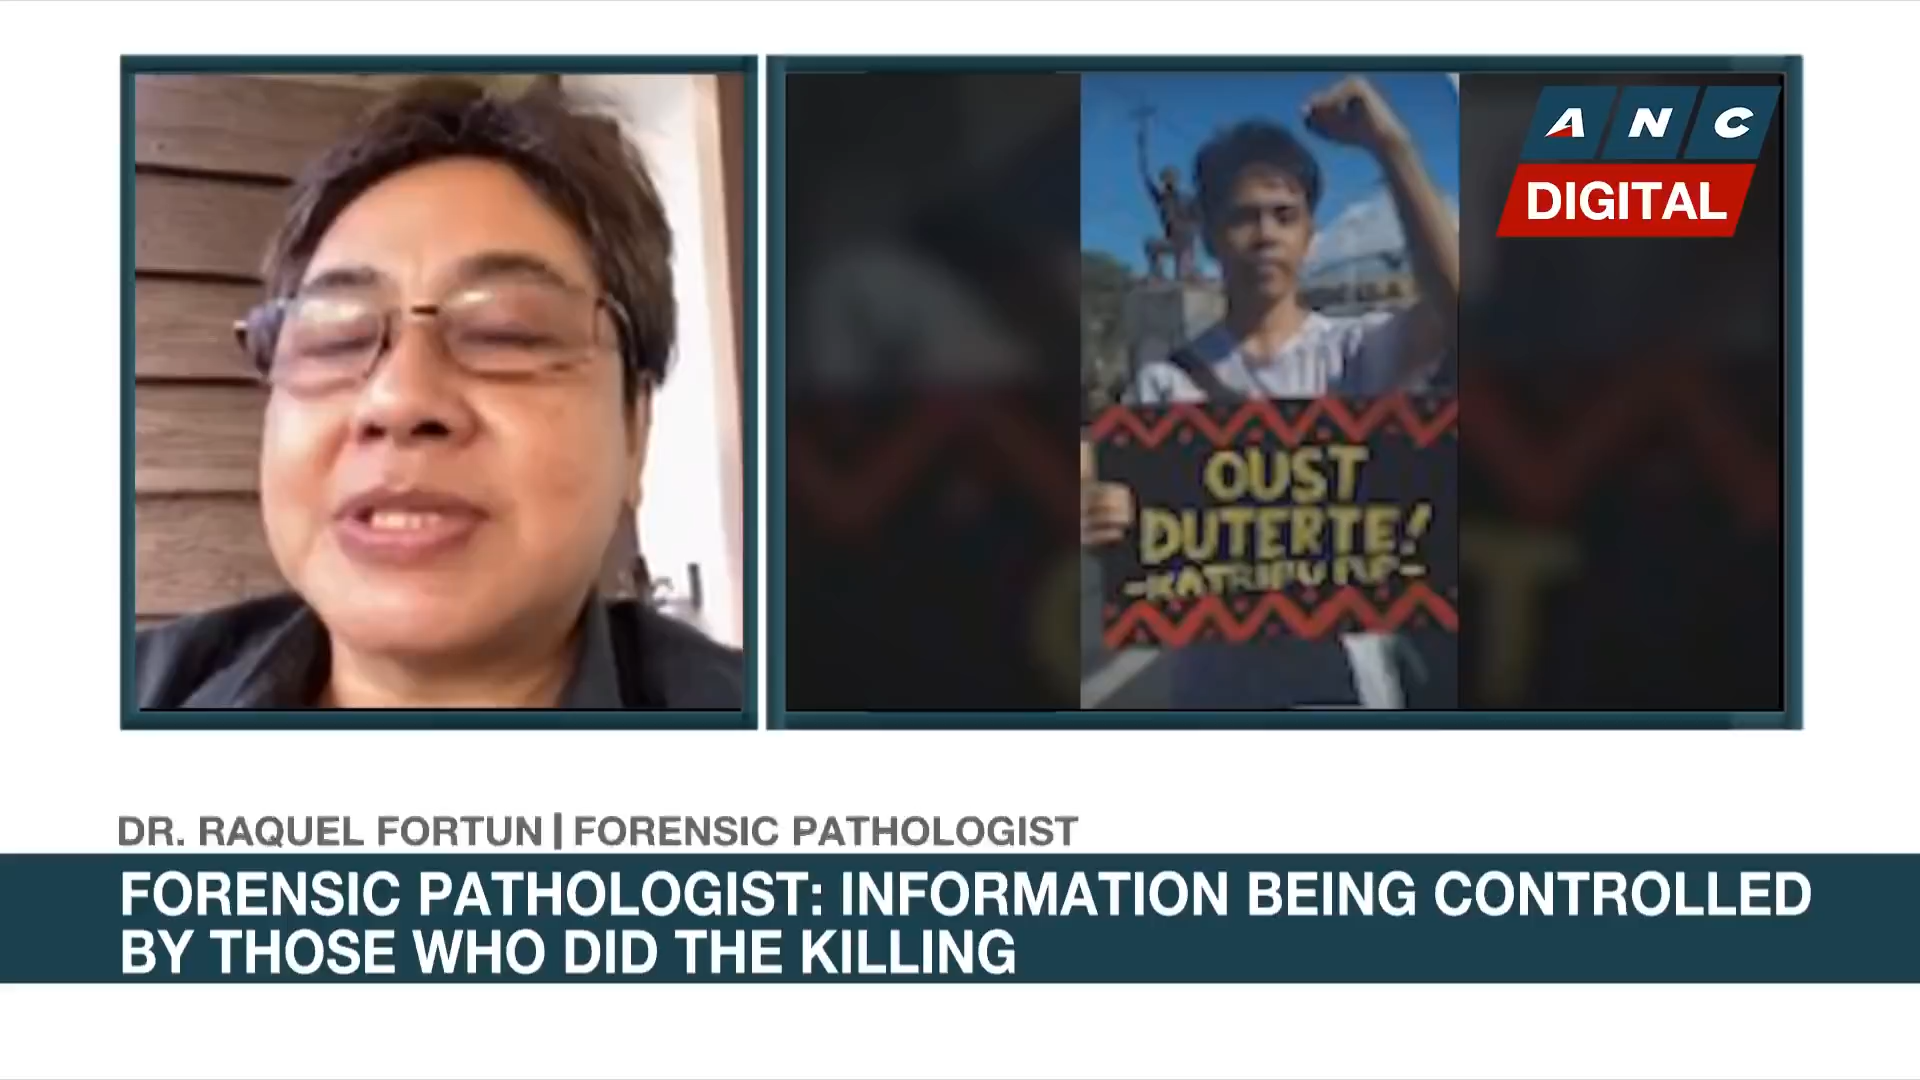 ANC
DIGITAL
OUST
DUTERTE!
-KATRIBU
DR. RAQUEL FORTUN | FORENSIC PATHOLOGIST
FORENSIC PATHOLOGIST: INFORMATION BEING CONTROLLED
BY THOSE WHO DID THE KILLING